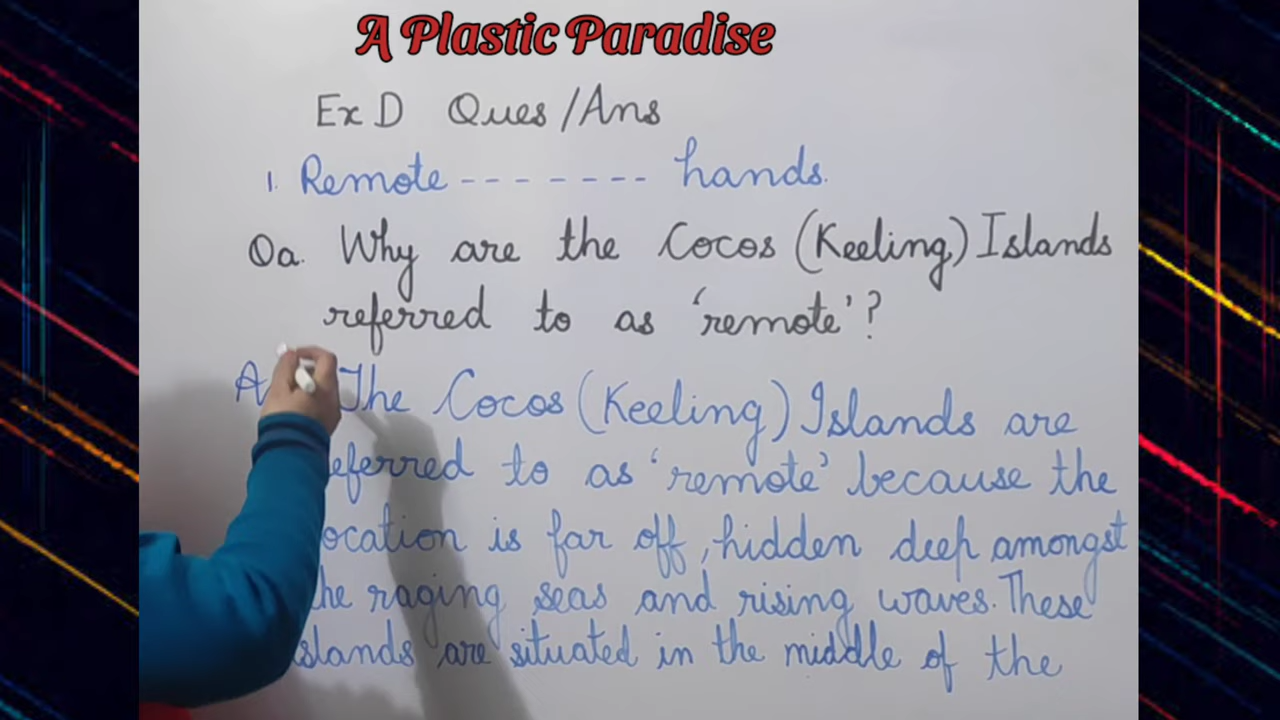 A Plastic Paradise
Ex D Ques/Ans
1. Remote ------- hands.
Qa. Why are the Cocos (Keeling) Islands
referred to as 'remote'?
A The Cocos (Keeling) Islands are
eferred to as 'remote' because the
ocation is far off, hidden deep amongst
the raging seas and rising waves. These
slands are situated in the middle of the